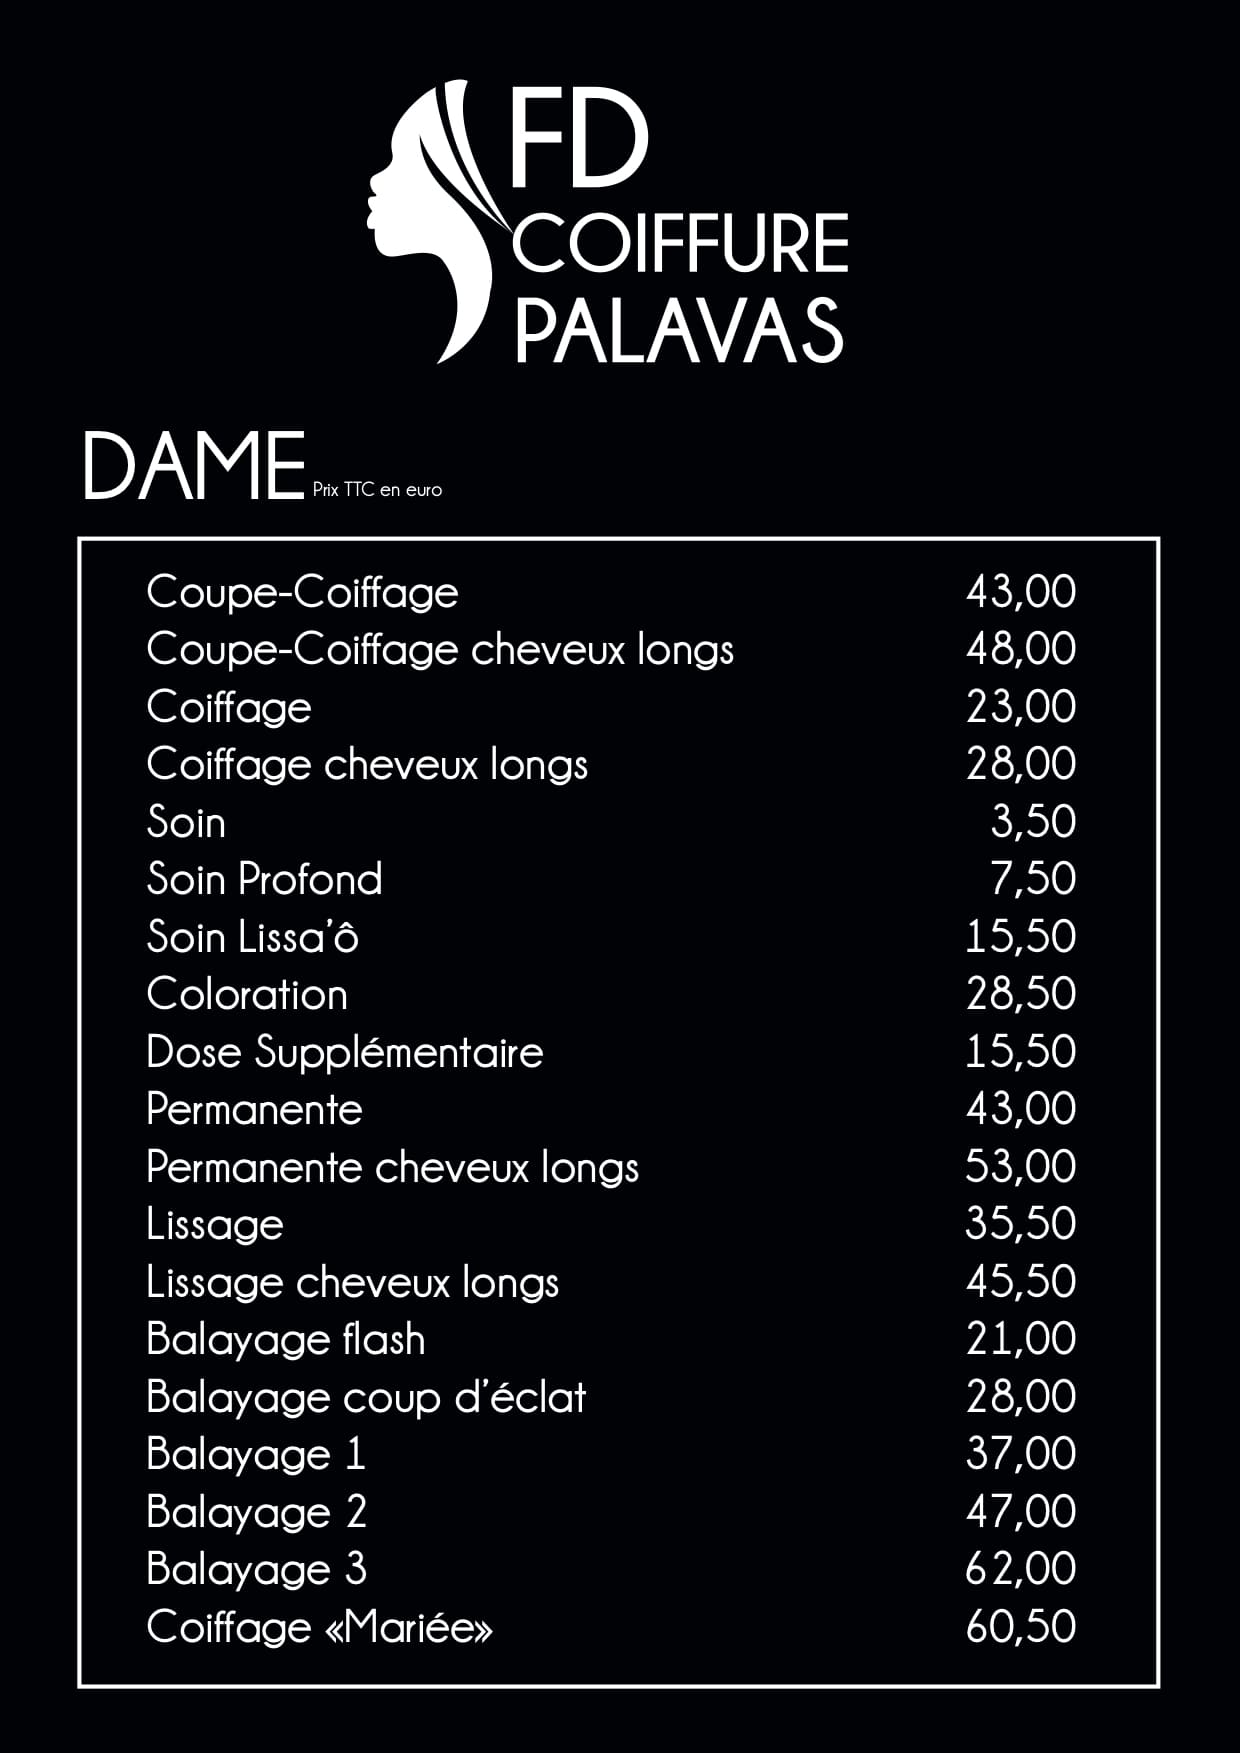 FD
COIFFURE
PALAVAS
DAME Prix TTC en euro
Coupe-Coiffage 43,00
Coupe-Coiffage cheveux longs 48,00
Coiffage 23,00
Coiffage cheveux longs 28,00
Soin 3,50
Soin Profond 7,50
Soin Lissa’ô 15,50
Coloration 28,50
Dose Supplémentaire 15,50
Permanente 43,00
Permanente cheveux longs 53,00
Lissage 35,50
Lissage cheveux longs 45,50
Balayage flash 21,00
Balayage coup d’éclat 28,00
Balayage 1 37,00
Balayage 2 47,00
Balayage 3 62,00
Coiffage «Mariée» 60,50